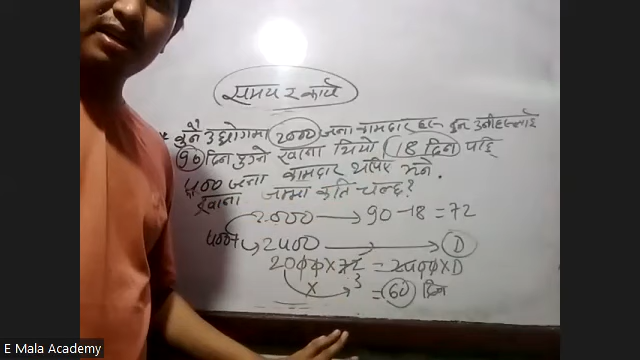 समय र कार्य
* कुनै उद्योगमा 2000 जना कामदार छन् उनीहरूलाई
90 दिन पुग्ने खाना थियो 18 दिन पछि
400 जना कामदार थपिए भने
खाना जम्मा कति चल्छ?
2000 → 90-18=72
400 2400 → D
2000×72 = 2400×D
× 3
= 60 दिन
E Mala Academy